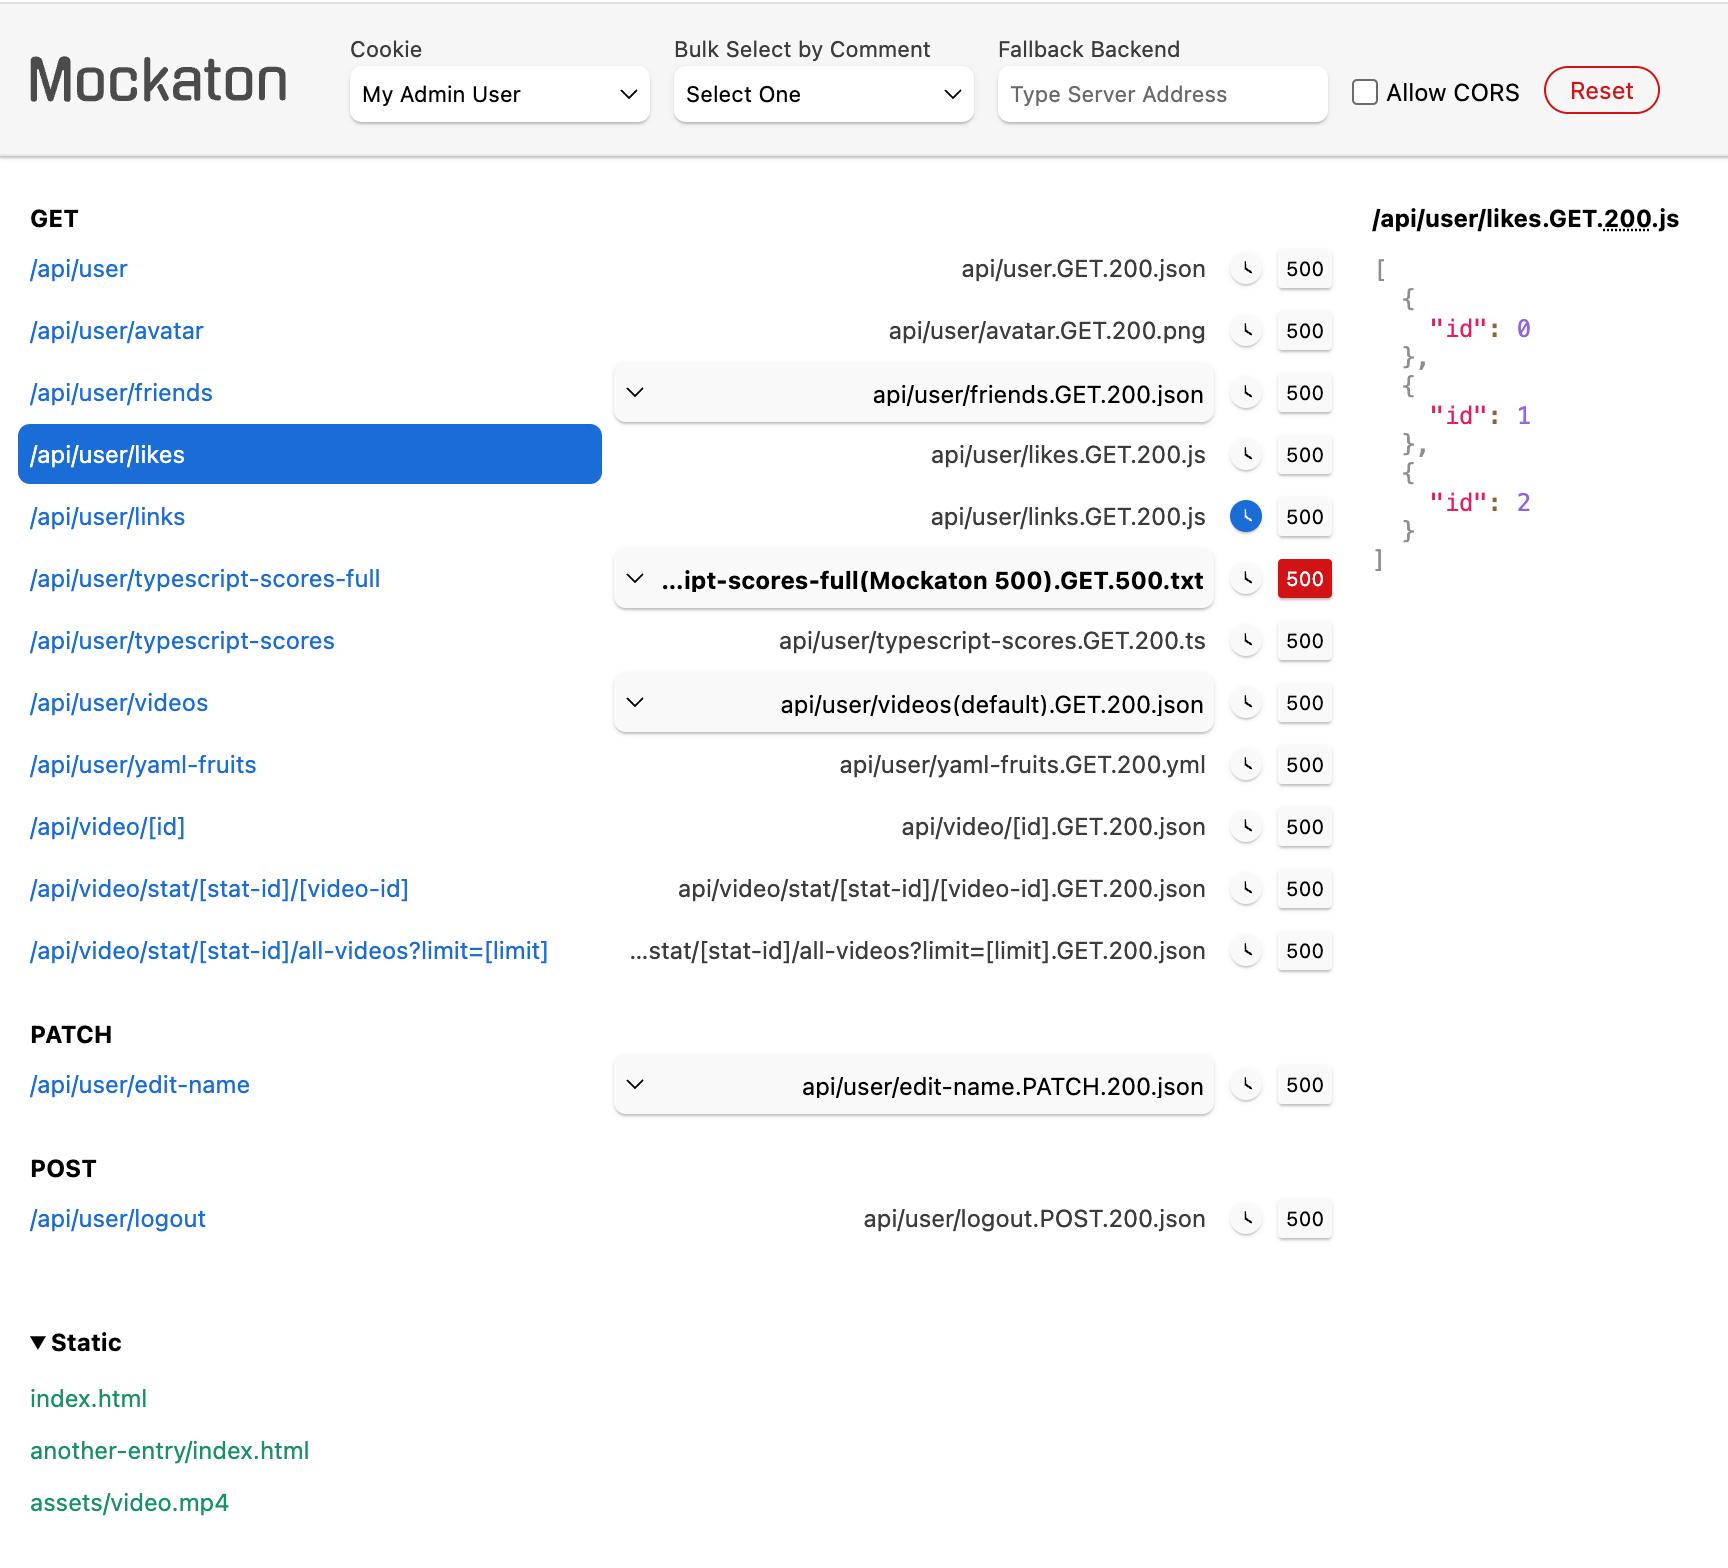 Mockaton
Cookie
My Admin User
Bulk Select by Comment
Select One
Fallback Backend
Type Server Address
Allow CORS
Reset
GET
/api/user api/user.GET.200.json 500
/api/user/avatar api/user/avatar.GET.200.png 500
/api/user/friends api/user/friends.GET.200.json 500
/api/user/likes api/user/likes.GET.200.js 500
/api/user/links api/user/links.GET.200.js 500
/api/user/typescript-scores-full ...ipt-scores-full(Mockaton 500).GET.500.txt 500
/api/user/typescript-scores api/user/typescript-scores.GET.200.ts 500
/api/user/videos api/user/videos(default).GET.200.json 500
/api/user/yaml-fruits api/user/yaml-fruits.GET.200.yml 500
/api/video/[id] api/video/[id].GET.200.json 500
/api/video/stat/[stat-id]/[video-id] api/video/stat/[stat-id]/[video-id].GET.200.json 500
/api/video/stat/[stat-id]/all-videos?limit=[limit] ...stat/[stat-id]/all-videos?limit=[limit].GET.200.json 500
PATCH
/api/user/edit-name api/user/edit-name.PATCH.200.json 500
POST
/api/user/logout api/user/logout.POST.200.json 500
▼ Static
index.html
another-entry/index.html
assets/video.mp4
/api/user/likes.GET.200.js
[
  {
    "id": 0
  },
  {
    "id": 1
  },
  {
    "id": 2
  }
]